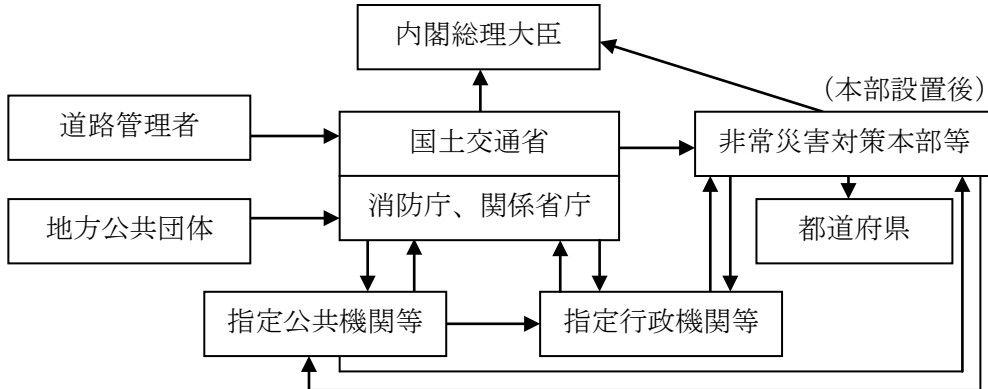 内閣総理大臣
（本部設置後）
道路管理者
国土交通省
非常災害対策本部等
地方公共団体
消防庁、関係省庁
都道府県
指定公共機関等
指定行政機関等